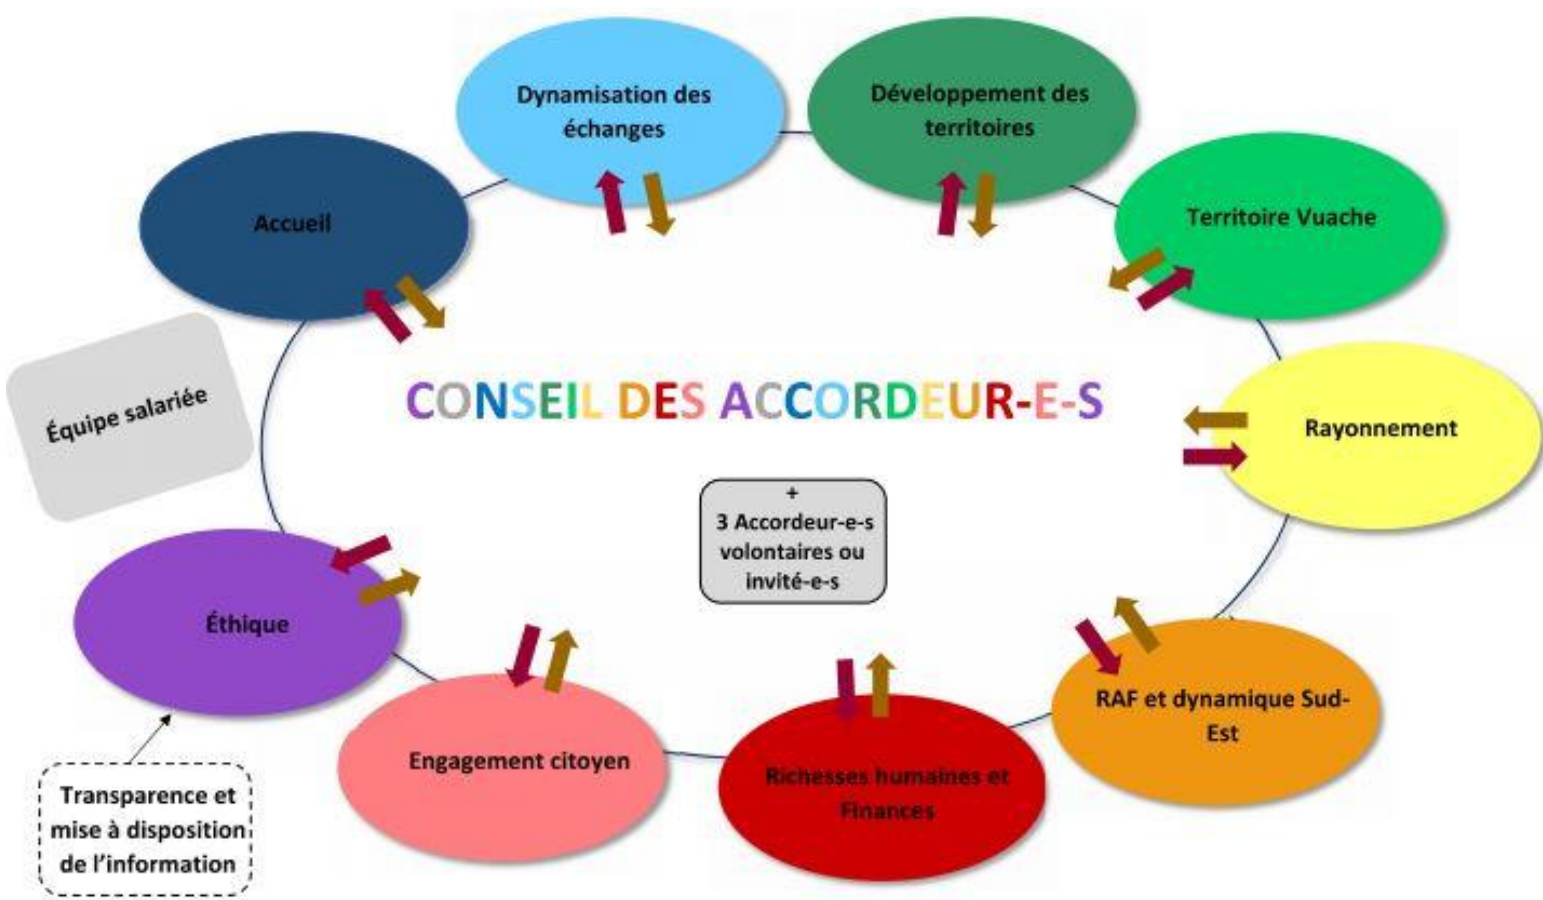 Dynamisation des
échanges
Développement des
territoires
Accueil
Territoire Vuache
Équipe salariée
CONSEIL DES ACCORDEUR-E-S
Rayonnement
+
3 Accordeur-e-s
volontaires ou
invité-e-s
Éthique
RAF et dynamique Sud-
Est
Engagement citoyen
Richesses humaines et
Finances
Transparence et
mise à disposition
de l'information